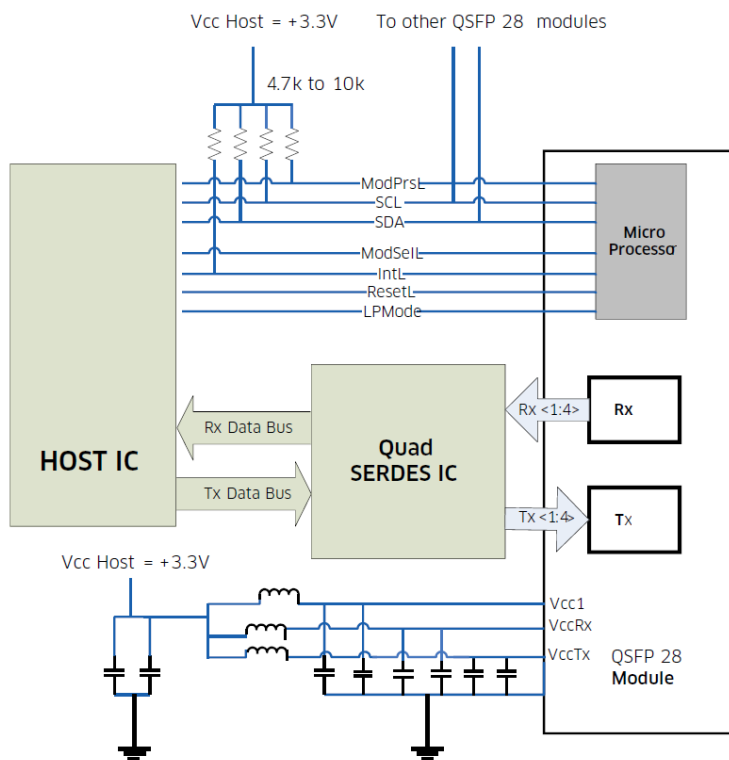 Vcc Host = +3.3V
To other QSFP 28 modules
4.7k to 10k
ModPrsL
SCL
SDA
ModSelL
IntL
ResetL
LPMode
Micro
Processor
HOST IC
Rx Data Bus
Tx Data Bus
Quad
SERDES IC
Rx <1:4>
Rx
Tx <1:4>
Tx
Vcc Host = +3.3V
Vcc1
VccRx
VccTx
QSFP 28
Module